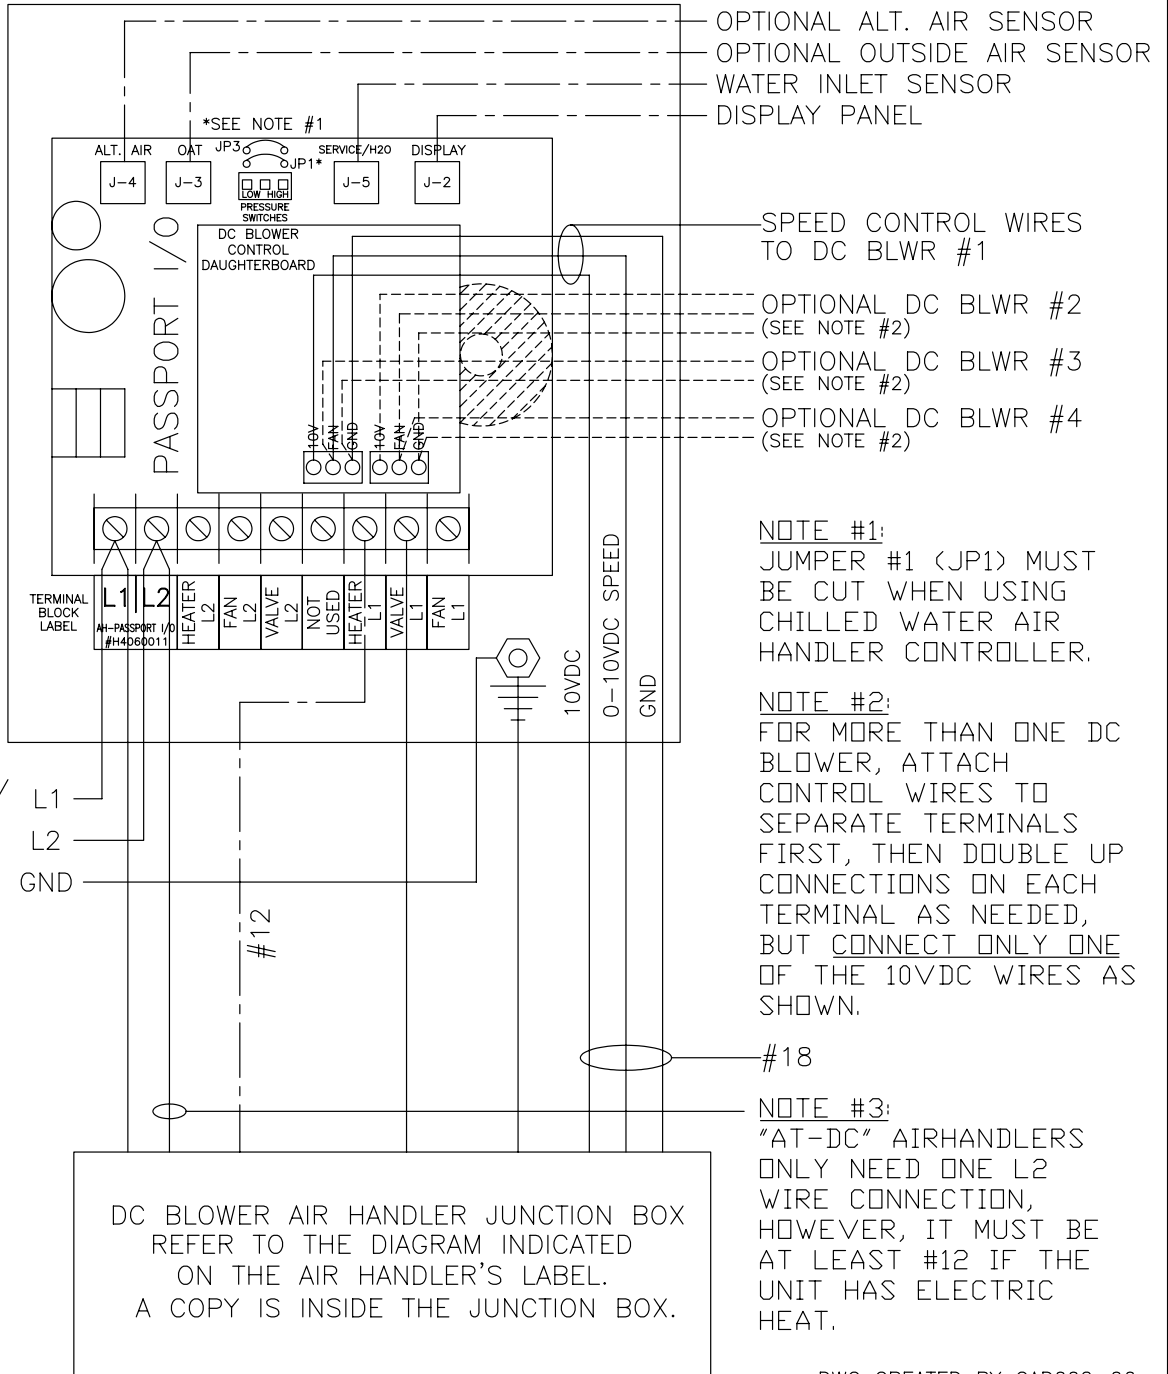 OPTIONAL ALT. AIR SENSOR
OPTIONAL OUTSIDE AIR SENSOR
WATER INLET SENSOR
DISPLAY PANEL
*SEE NOTE #1
ALT. AIR
OAT
JP3
JP1*
SERVICE/H2O
DISPLAY
J-4
J-3
LOW HIGH
J-5
J-2
PRESSURE
SWITCHES
DC BLOWER
CONTROL
DAUGHTERBOARD
PASSPORT I/O
SPEED CONTROL WIRES
TO DC BLWR #1
OPTIONAL DC BLWR #2
(SEE NOTE #2)
OPTIONAL DC BLWR #3
(SEE NOTE #2)
OPTIONAL DC BLWR #4
(SEE NOTE #2)
10V
FAN
GND
10V
FAN
GND
TERMINAL
BLOCK
LABEL
L1
L2
AH-PASSPORT I/O
#H4060011
HEATER
L2
FAN
L2
VALVE
L2
NOT
USED
HEATER
L1
VALVE
L1
FAN
L1
10VDC
0-10VDC SPEED
GND
L1
L2
GND
#12
NOTE #1:
JUMPER #1 (JP1) MUST
BE CUT WHEN USING
CHILLED WATER AIR
HANDLER CONTROLLER.
NOTE #2:
FOR MORE THAN ONE DC
BLOWER, ATTACH
CONTROL WIRES TO
SEPARATE TERMINALS
FIRST, THEN DOUBLE UP
CONNECTIONS ON EACH
TERMINAL AS NEEDED,
BUT CONNECT ONLY ONE
OF THE 10VDC WIRES AS
SHOWN.
#18
NOTE #3:
"AT-DC" AIRHANDLERS
ONLY NEED ONE L2
WIRE CONNECTION,
HOWEVER, IT MUST BE
AT LEAST #12 IF THE
UNIT HAS ELECTRIC
HEAT.
DC BLOWER AIR HANDLER JUNCTION BOX
REFER TO THE DIAGRAM INDICATED
ON THE AIR HANDLER'S LABEL.
A COPY IS INSIDE THE JUNCTION BOX.